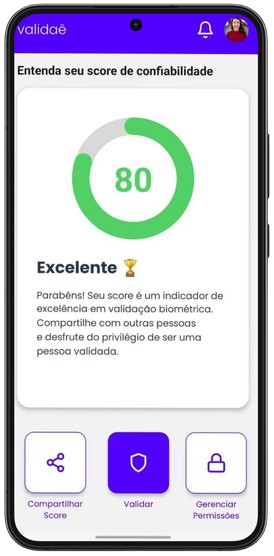 validaê
Entenda seu score de confiabilidade
80
Excelente 🏆
Parabéns! Seu score é um indicador de
excelência em validação biométrica.
Compartilhe com outras pessoas
e desfrute do privilégio de ser uma
pessoa validada.
Compartilhar
Score
Validar
Gerenciar
Permissões